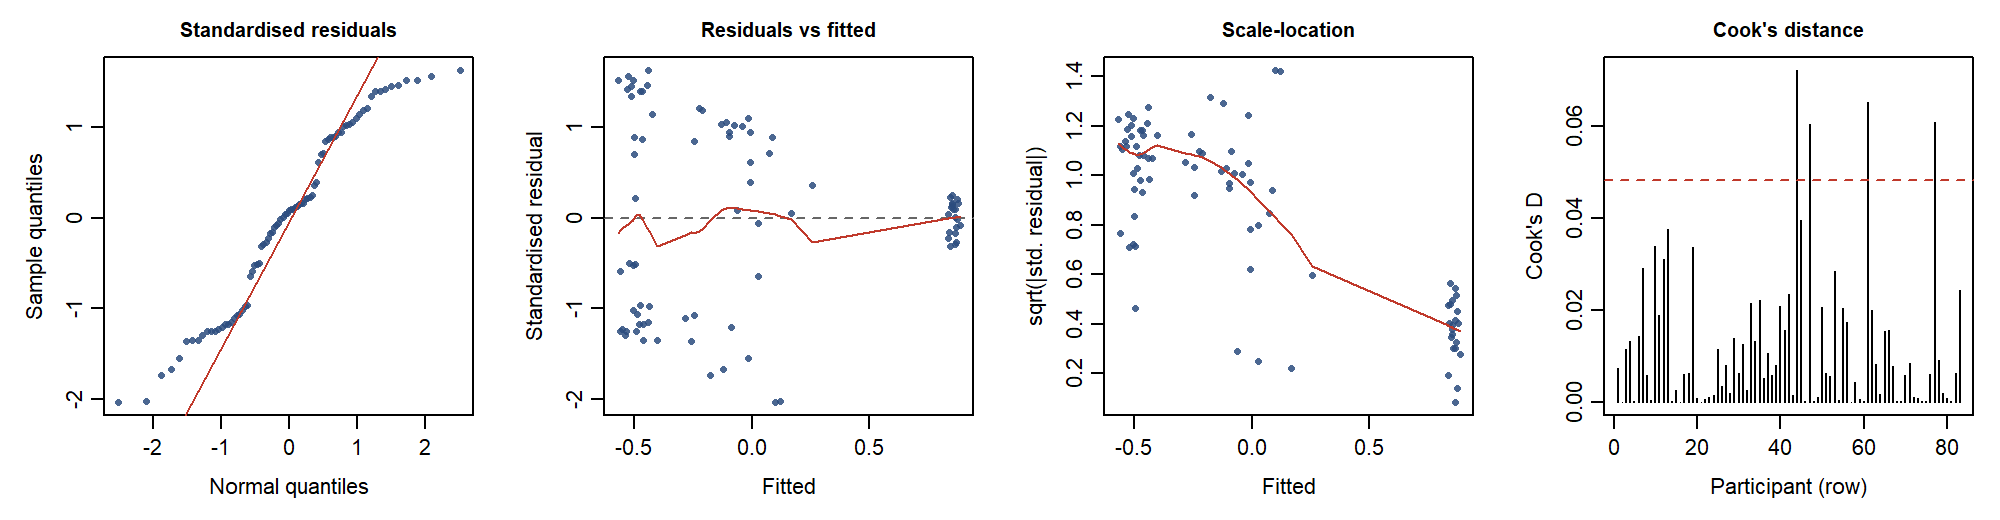 Standardised residuals
Sample quantiles
-2 -1 0 1
-2 -1 0 1 2
Normal quantiles
Residuals vs fitted
Standardised residual
-2 -1 0 1
-0.5 0.0 0.5
Fitted
Scale-location
sqrt(|std. residual|)
0.2 0.4 0.6 0.8 1.0 1.2 1.4
-0.5 0.0 0.5
Fitted
Cook's distance
Cook's D
0.00 0.02 0.04 0.06
0 20 40 60 80
Participant (row)